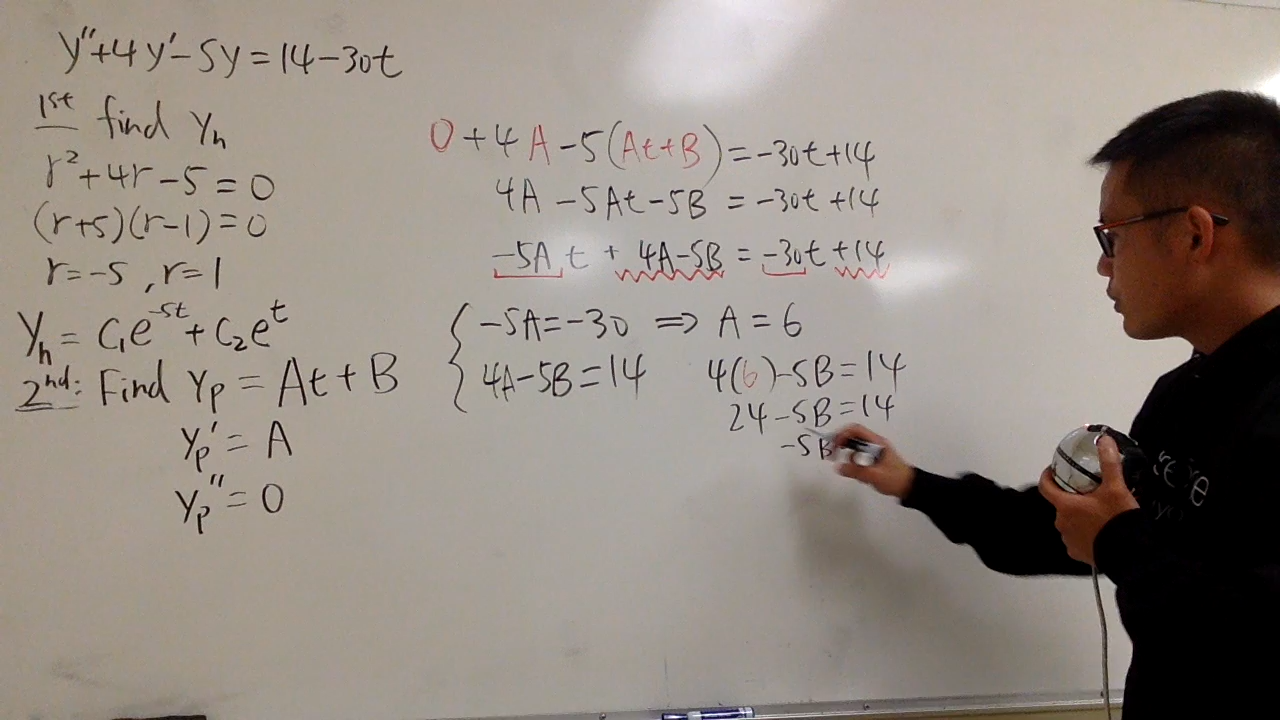 y''+4y'-5y=14-30t
1st find Yh
r²+4r-5=0
(r+5)(r-1)=0
r=-5, r=1
Yh = C₁e^-5t + C₂e^t
2nd: Find Yp = At+B
Yp' = A
Yp'' = 0
0+4A-5(At+B)=-30t+14
4A-5At-5B=-30t+14
-5At+4A-5B=-30t+14
{-5A=-30 => A=6
4A-5B=14
4(6)-5B=14
24-5B=14
-5B